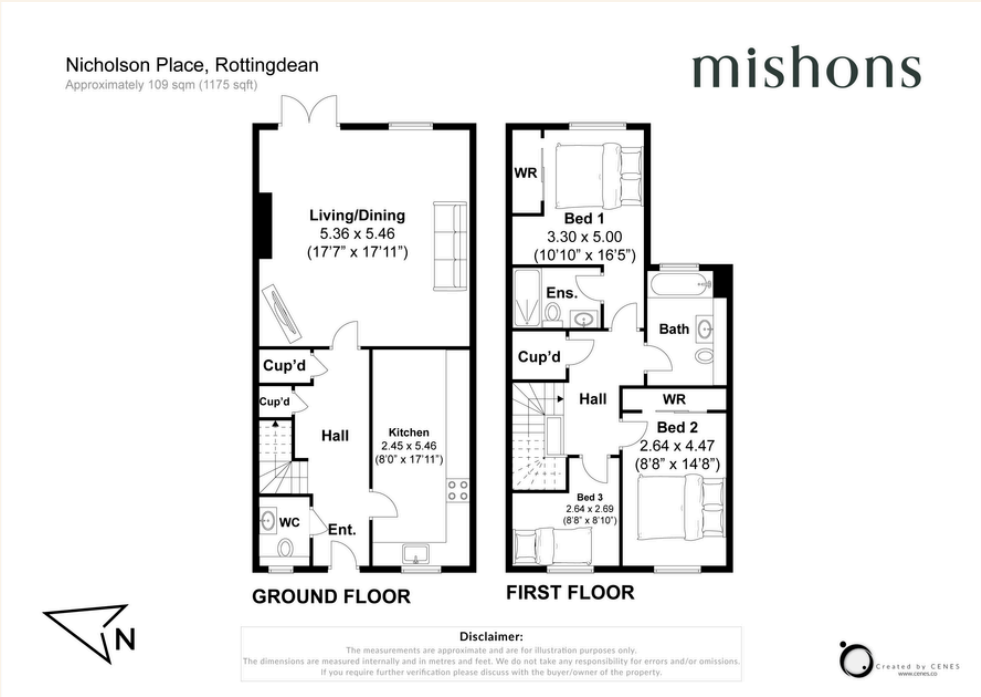 Nicholson Place, Rottingdean
Approximately 109 sqm (1175 sqft)
mishons
Living/Dining
5.36 x 5.46
(17'7" x 17'11")
Cup'd
Cup'd
Hall
Kitchen
2.45 x 5.46
(8'0" x 17'11")
WC
Ent.
GROUND FLOOR
WR
Bed 1
3.30 x 5.00
(10'10" x 16'5")
Ens.
Bath
Cup'd
Hall
WR
Bed 2
2.64 x 4.47
(8'8" x 14'8")
Bed 3
2.64 x 2.69
(8'8" x 8'10")
FIRST FLOOR
N
Disclaimer:
The measurements are approximate and are for illustration purposes only.
The dimensions are measured internally and in metres and feet. We do not take any responsibility for errors and/or omissions.
If you require further verification please discuss with the buyer/owner of the property.
Created by CENES
www.cenes.co